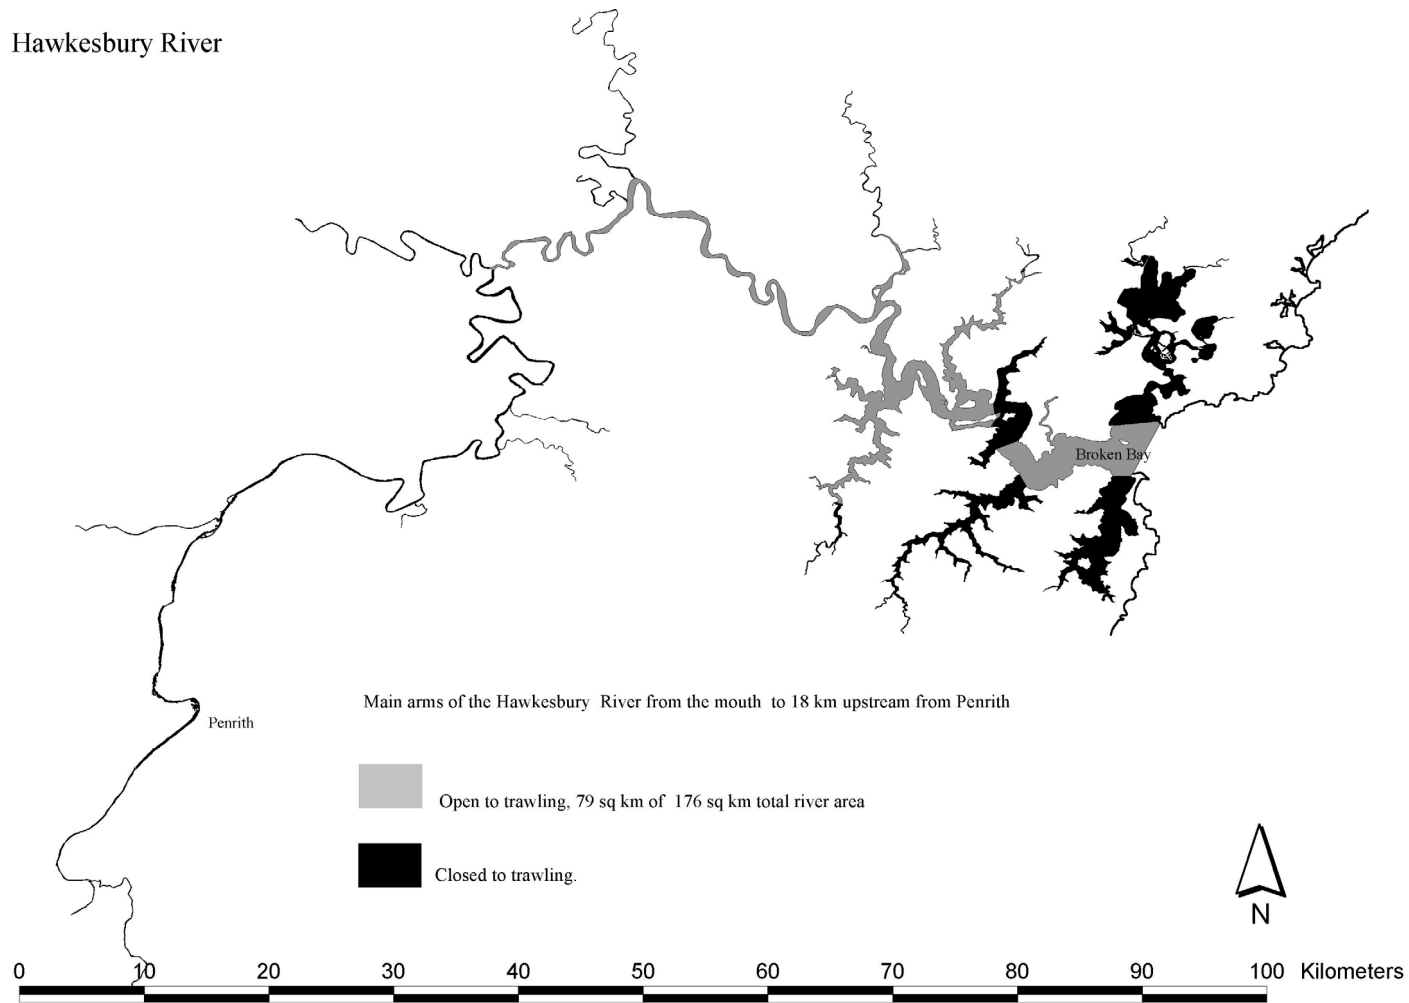 Hawkesbury River
Broken Bay
Main arms of the Hawkesbury River from the mouth to 18 km upstream from Penrith
Penrith
Open to trawling, 79 sq km of 176 sq km total river area
Closed to trawling.
N
0 10 20 30 40 50 60 70 80 90 100 Kilometers